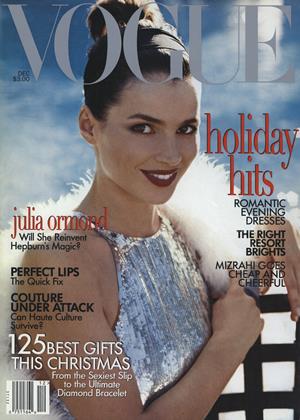 VOGUE
DEC
$3.00
holiday
hits
ROMANTIC
EVENING
DRESSES
THE RIGHT
RESORT
BRIGHTS
MIZRAHI GOES
CHEAP AND
CHEERFUL
julia ormond
Will She Reinvent
Hepburn's Magic?
PERFECT LIPS
The Quick Fix
COUTURE
UNDER ATTACK
Can Haute Culture
Survive?
125 BEST GIFTS
THIS CHRISTMAS
From the Sexiest Slip
to the Ultimate
Diamond Bracelet